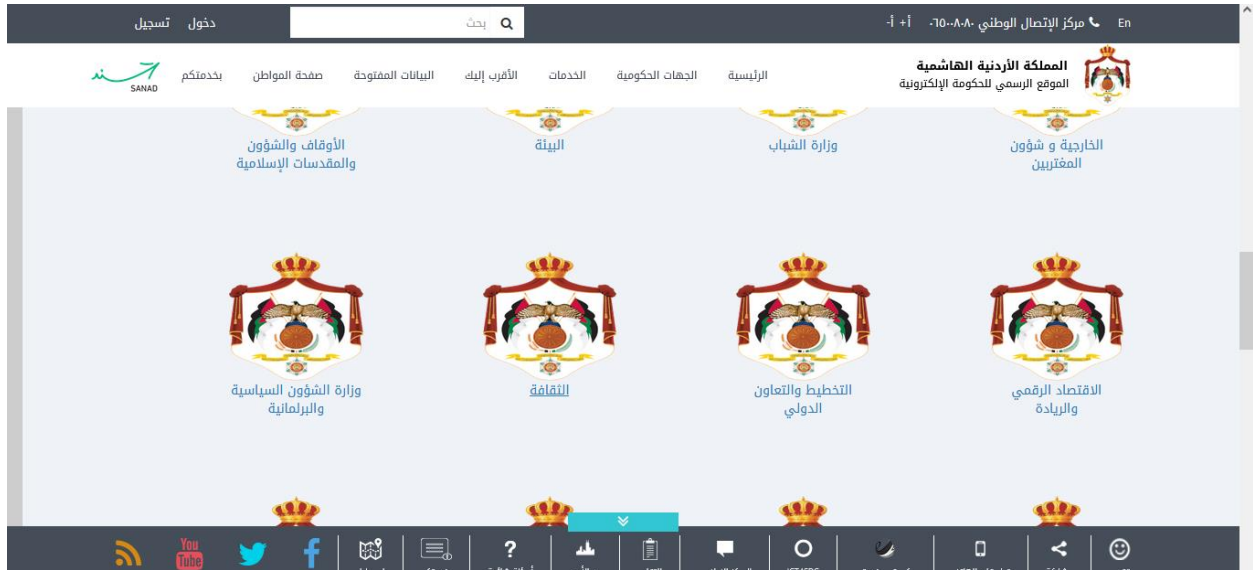 En
مركز الإتصال الوطني ٠٦٥٠٠٨٠٨٠
أ+ أ-
بحث
دخول
تسجيل
المملكة الأردنية الهاشمية
الموقع الرسمي للحكومة الإلكترونية
الرئيسية
الجهات الحكومية
الخدمات
الأقرب إليك
البيانات المفتوحة
صفحة المواطن
بخدمتكم
سند
SANAD
الخارجية و شؤون
المغتربين
وزارة الشباب
البيئة
الأوقاف والشؤون
والمقدسات الإسلامية
الاقتصاد الرقمي
والريادة
التخطيط والتعاون
الدولي
الثقافة
وزارة الشؤون السياسية
والبرلمانية
You
Tube